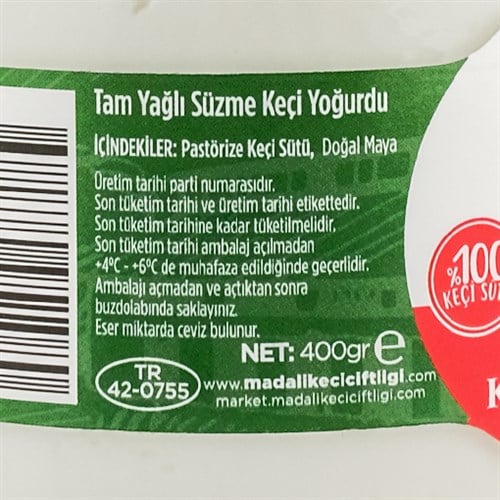 Tam Yağlı Süzme Keçi Yoğurdu
İÇİNDEKİLER: Pastörize Keçi Sütü, Doğal Maya
Üretim tarihi parti numarasıdır.
Son tüketim tarihi ve üretim tarihi etikettedir.
Son tüketim tarihine kadar tüketilmelidir.
Son tüketim tarihi ambalaj açılmadan
+4ºC - +6ºC de muhafaza edildiğinde geçerlidir.
Ambalajı açmadan ve açtıktan sonra
buzdolabında saklayınız.
Eser miktarda ceviz bulunur.
NET: 400gr e
TR
42-0755
www.madalikeciciftligi.com
market.madalikeciciftligi.com
%100
KEÇİ SÜT
K